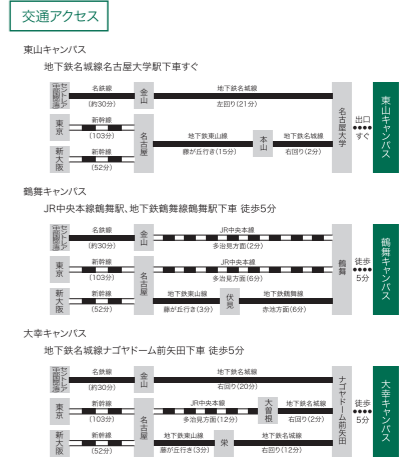 交通アクセス
東山キャンパス
地下鉄名城線名古屋大学駅下車すぐ
セントレア
中部国際空港
名鉄線
(約30分)
金山
地下鉄名城線
左回り(21分)
東京
新幹線
(103分)
名古屋
地下鉄東山線
藤が丘行き(15分)
本山
地下鉄名城線
右回り(2分)
新大阪
新幹線
(52分)
名古屋大学
出口
すぐ
東山キャンパス
鶴舞キャンパス
JR中央本線鶴舞駅、地下鉄鶴舞線鶴舞駅下車 徒歩5分
セントレア
中部国際空港
名鉄線
(約30分)
金山
JR中央本線
多治見方面(2分)
東京
新幹線
(103分)
名古屋
JR中央本線
多治見方面(6分)
新大阪
新幹線
(52分)
地下鉄東山線
藤が丘行き(3分)
伏見
地下鉄鶴舞線
赤池方面(6分)
鶴舞
徒歩
5分
鶴舞キャンパス
大幸キャンパス
地下鉄名城線ナゴヤドーム前矢田下車 徒歩5分
セントレア
中部国際空港
名鉄線
(約30分)
金山
地下鉄名城線
右回り(20分)
東京
新幹線
(103分)
名古屋
JR中央本線
多治見方面(12分)
大曽根
地下鉄名城線
右回り(2分)
新大阪
新幹線
(52分)
地下鉄東山線
藤が丘行き(3分)
栄
地下鉄名城線
右回り(12分)
ナゴヤドーム前矢田
徒歩
5分
大幸キャンパス